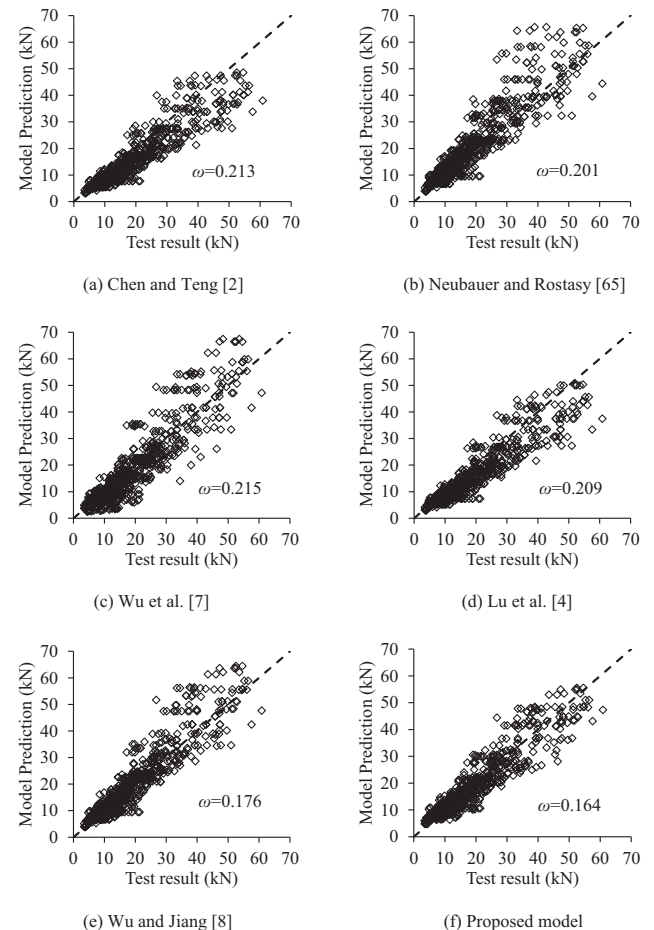 70
60
50
40
30
20
10
0
Model Prediction (kN)
ω=0.213
0 10 20 30 40 50 60 70
Test result (kN)
(a) Chen and Teng [2]
70
60
50
40
30
20
10
0
Model Prediction (kN)
ω=0.201
0 10 20 30 40 50 60 70
Test result (kN)
(b) Neubauer and Rostasy [65]
70
60
50
40
30
20
10
0
Model Prediction (kN)
ω=0.215
0 10 20 30 40 50 60 70
Test result (kN)
(c) Wu et al. [7]
70
60
50
40
30
20
10
0
Model Prediction (kN)
ω=0.209
0 10 20 30 40 50 60 70
Test result (kN)
(d) Lu et al. [4]
70
60
50
40
30
20
10
0
Model Prediction (kN)
ω=0.176
0 10 20 30 40 50 60 70
Test result (kN)
(e) Wu and Jiang [8]
70
60
50
40
30
20
10
0
Model Prediction (kN)
ω=0.164
0 10 20 30 40 50 60 70
Test result (kN)
(f) Proposed model